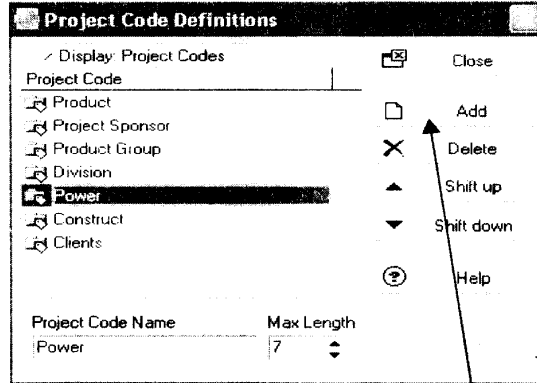 Project Code Definitions
Display: Project Codes
Project Code
Product
Project Sponsor
Product Group
Division
Power
Construct
Clients
Close
Add
Delete
Shift up
Shift down
Help
Project Code Name
Max Length
Power
7